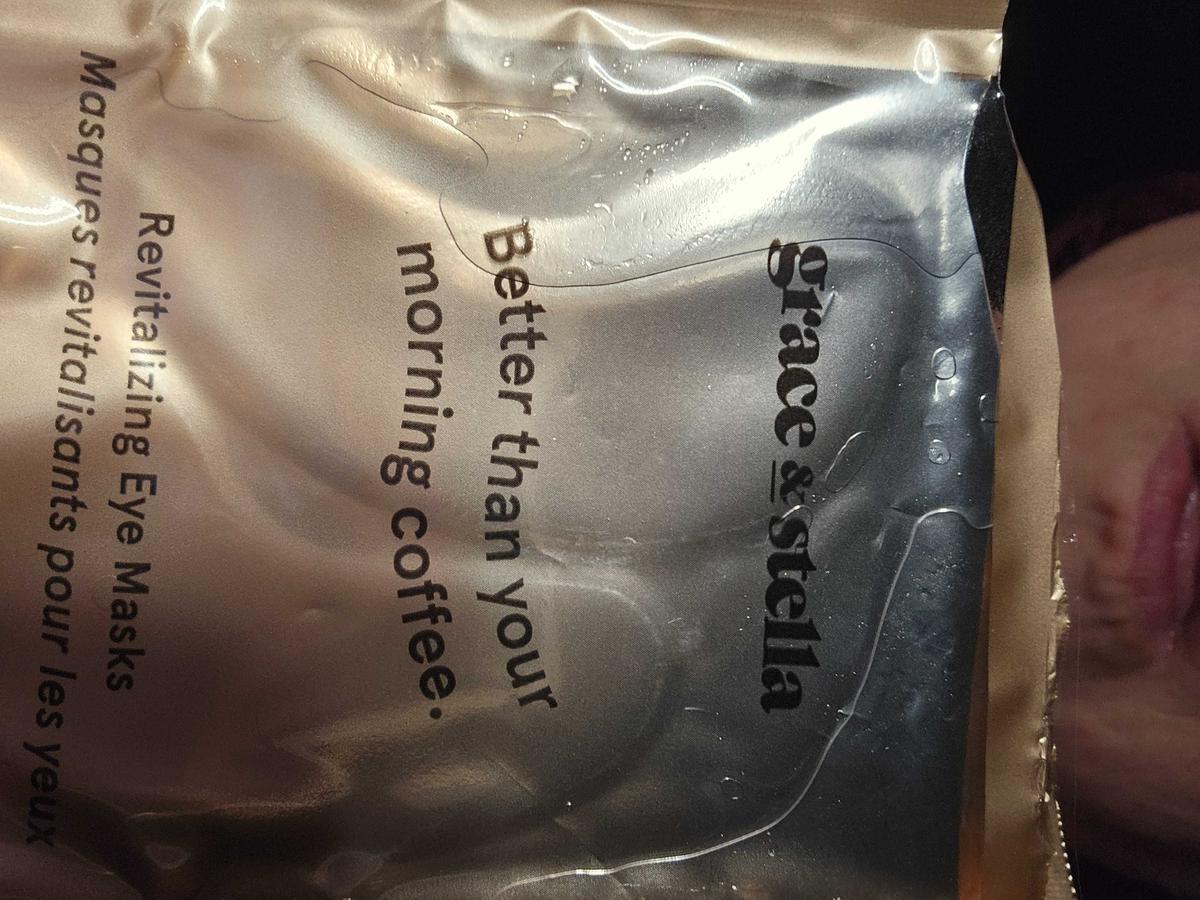 grace & stella
Better than your
morning coffee.
Revitalizing Eye Masks
Masques revitalisants pour les yeux